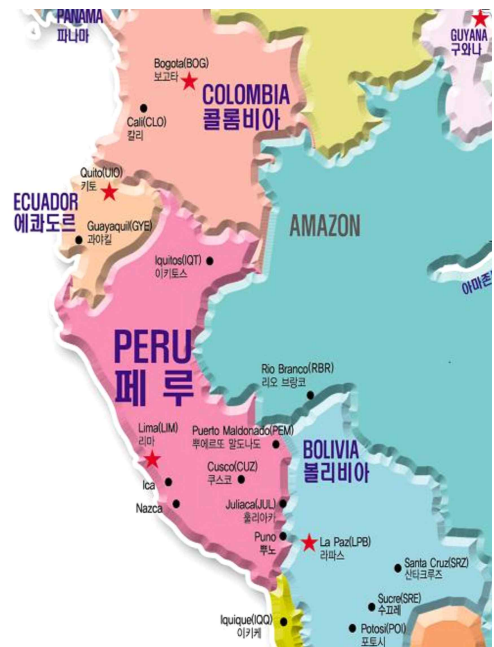 PANAMA
파나마
GUYANA
구와나
Bogota(BOG)
보고타
COLOMBIA
콜롬비아
Cali(CLO)
칼리
Quito(UIO)
키토
ECUADOR
에콰도르
Guayaquil(GYE)
과야킬
AMAZON
Iquitos(IQT)
이키토스
아마존
PERU
페루
Rio Branco(RBR)
리오 브랑코
Lima(LIM)
리마
Puerto Maldonado(PEM)
뿌에르또 말도나도
BOLIVIA
볼리비아
Cusco(CUZ)
쿠스코
Ica
Nazca
Juliaca(JUL)
훌리아카
Puno
뿌노
La Paz(LPB)
라파스
Santa Cruz(SRZ)
산타크루즈
Sucre(SRE)
수끄레
Iquique(IQQ)
이키케
Potosi(POI)
포토시